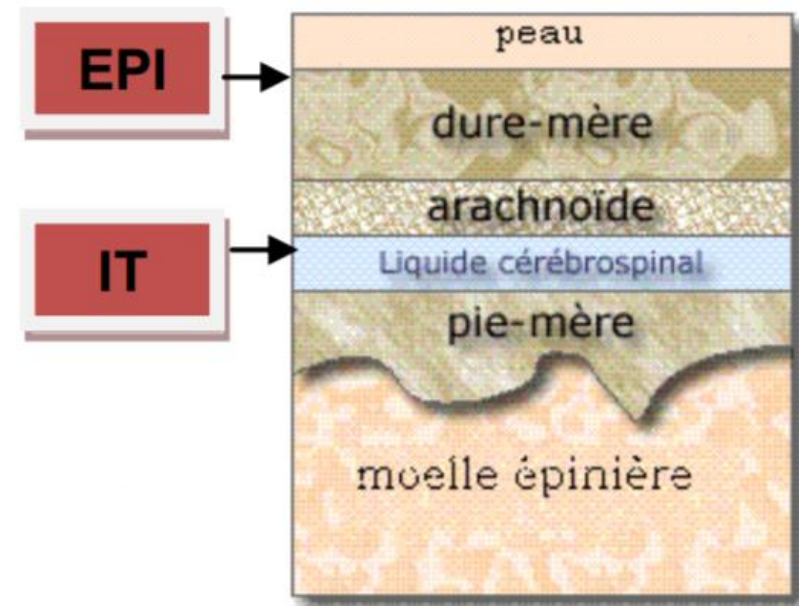 peau
EPI
dure-mère
arachnoïde
IT
Liquide cérébrospinal
pie-mère
moelle épinière